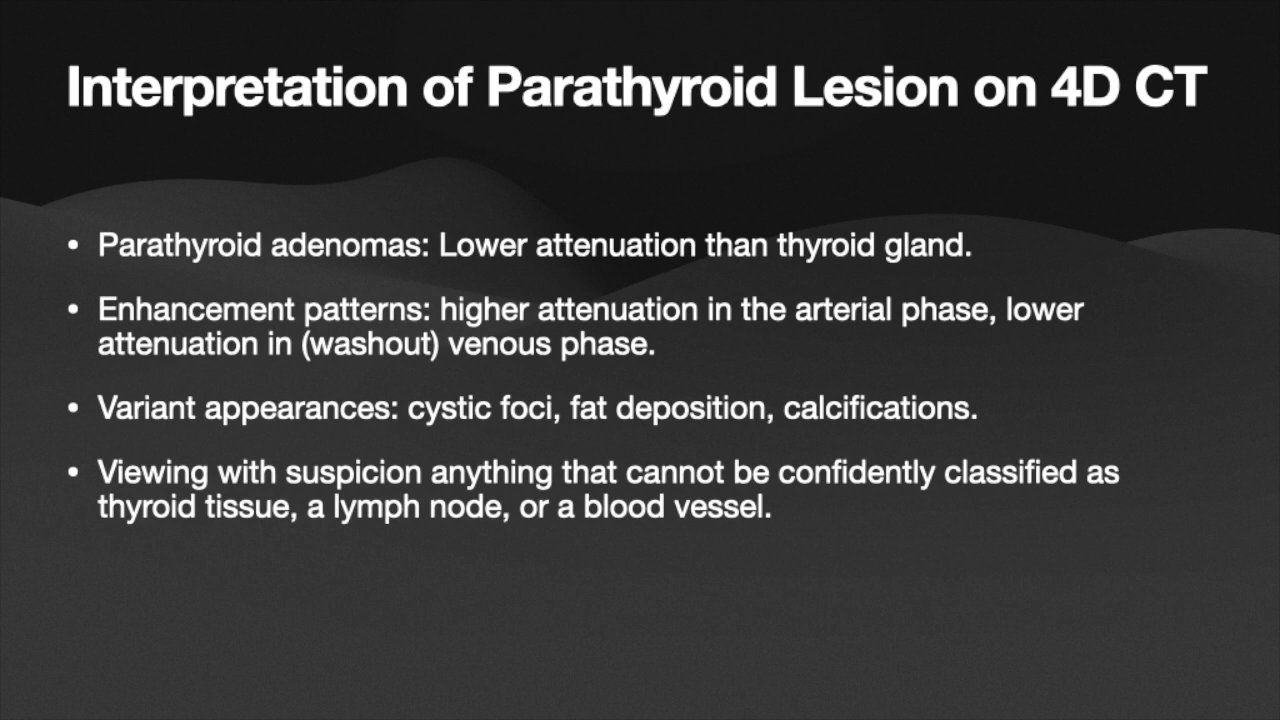 Interpretation of Parathyroid Lesion on 4D CT
• Parathyroid adenomas: Lower attenuation than thyroid gland.
• Enhancement patterns: higher attenuation in the arterial phase, lower
attenuation in (washout) venous phase.
• Variant appearances: cystic foci, fat deposition, calcifications.
• Viewing with suspicion anything that cannot be confidently classified as
thyroid tissue, a lymph node, or a blood vessel.